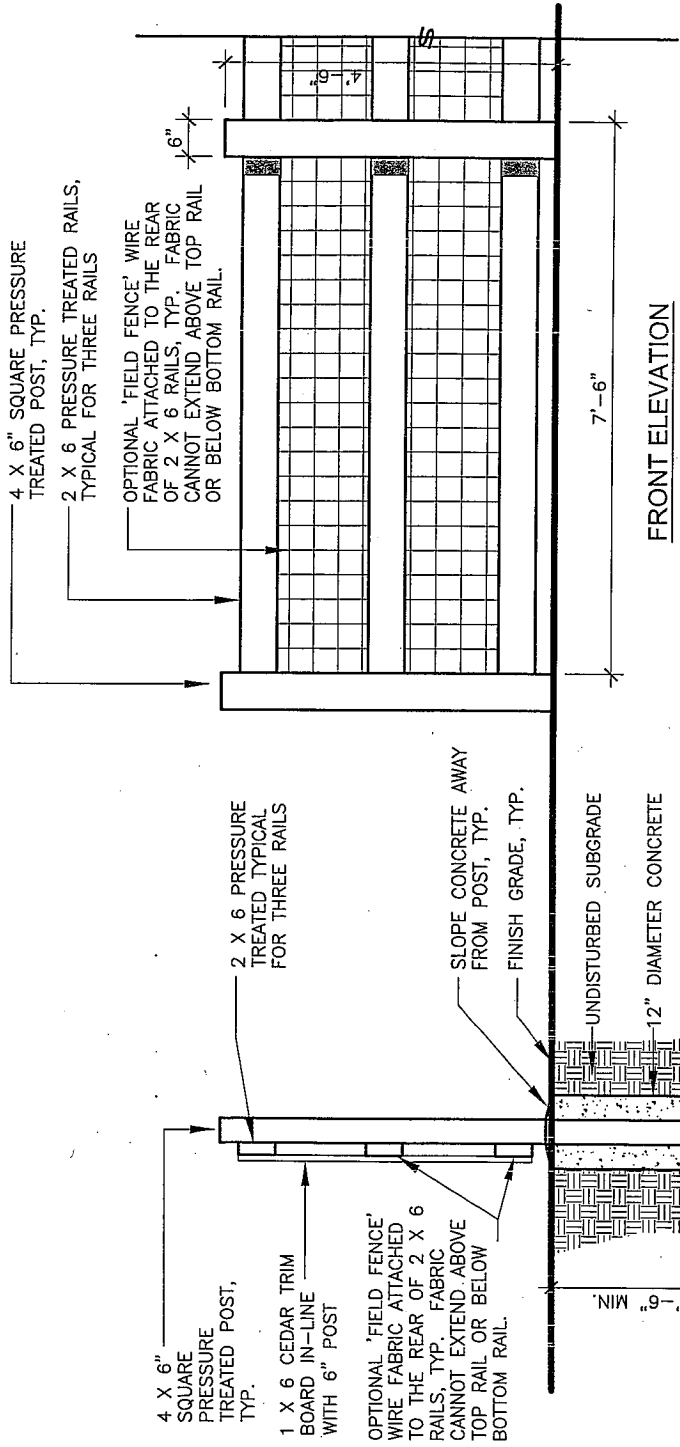 4 X 6" SQUARE PRESSURE
TREATED POST, TYP.
2 X 6 PRESSURE TREATED RAILS,
TYPICAL FOR THREE RAILS
OPTIONAL 'FIELD FENCE' WIRE
FABRIC ATTACHED TO THE REAR
OF 2 X 6 RAILS, TYP. FABRIC
CANNOT EXTEND ABOVE TOP RAIL
OR BELOW BOTTOM RAIL.
6"
4'-6"
7'-6"
FRONT ELEVATION
4 X 6"
SQUARE
PRESSURE
TREATED POST,
TYP.
1 X 6 CEDAR TRIM
BOARD IN-LINE
WITH 6" POST
OPTIONAL 'FIELD FENCE'
WIRE FABRIC ATTACHED
TO THE REAR OF 2 X 6
RAILS, TYP. FABRIC
CANNOT EXTEND ABOVE
TOP RAIL OR BELOW
BOTTOM RAIL.
2 X 6 PRESSURE
TREATED TYPICAL
FOR THREE RAILS
SLOPE CONCRETE AWAY
FROM POST, TYP.
FINISH GRADE, TYP.
UNDISTURBED SUBGRADE
12" DIAMETER CONCRETE
'-6" MIN.